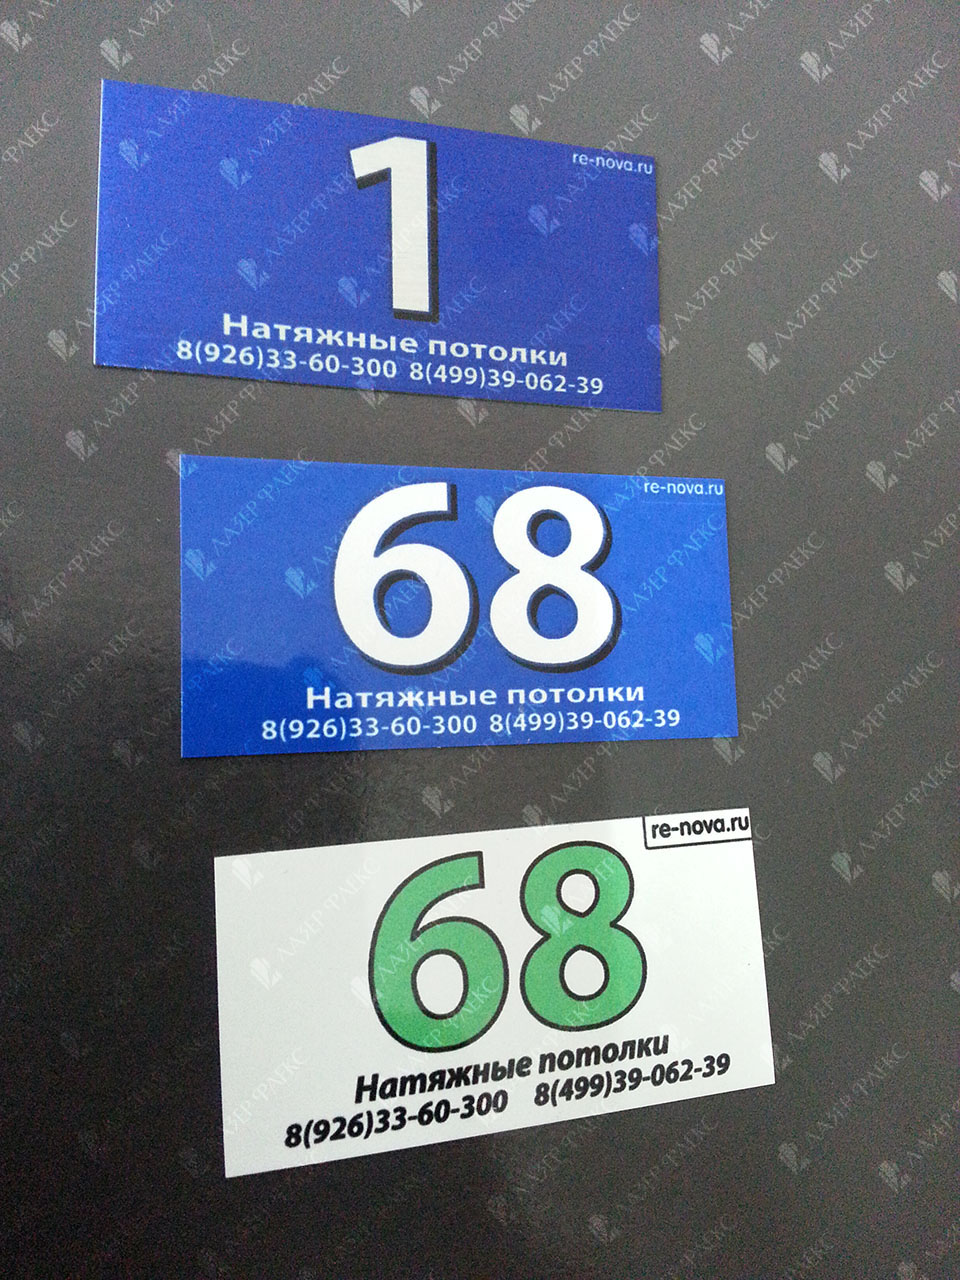 re-nova.ru
1
Натяжные потолки
8(926)33-60-300 8(499)39-062-39
re-nova.ru
68
Натяжные потолки
8(926)33-60-300 8(499)39-062-39
re-nova.ru
68
Натяжные потолки
8(926)33-60-300 8(499)39-062-39
ЛАЗЕР ФЛЕКС